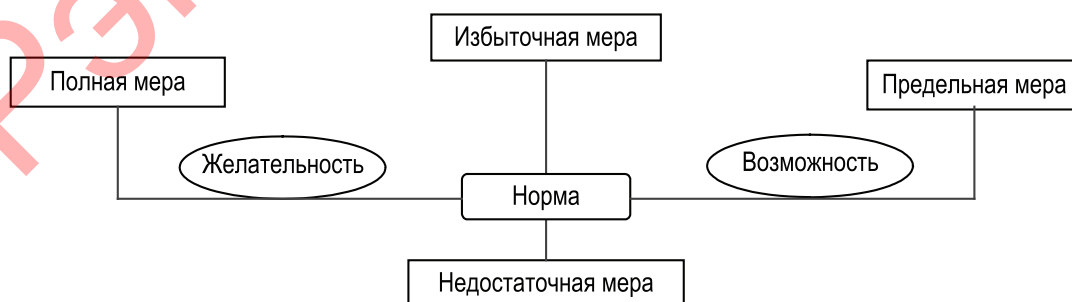 Избыточная мера
Полная мера
Предельная мера
Желательность
Возможность
Норма
Недостаточная мера